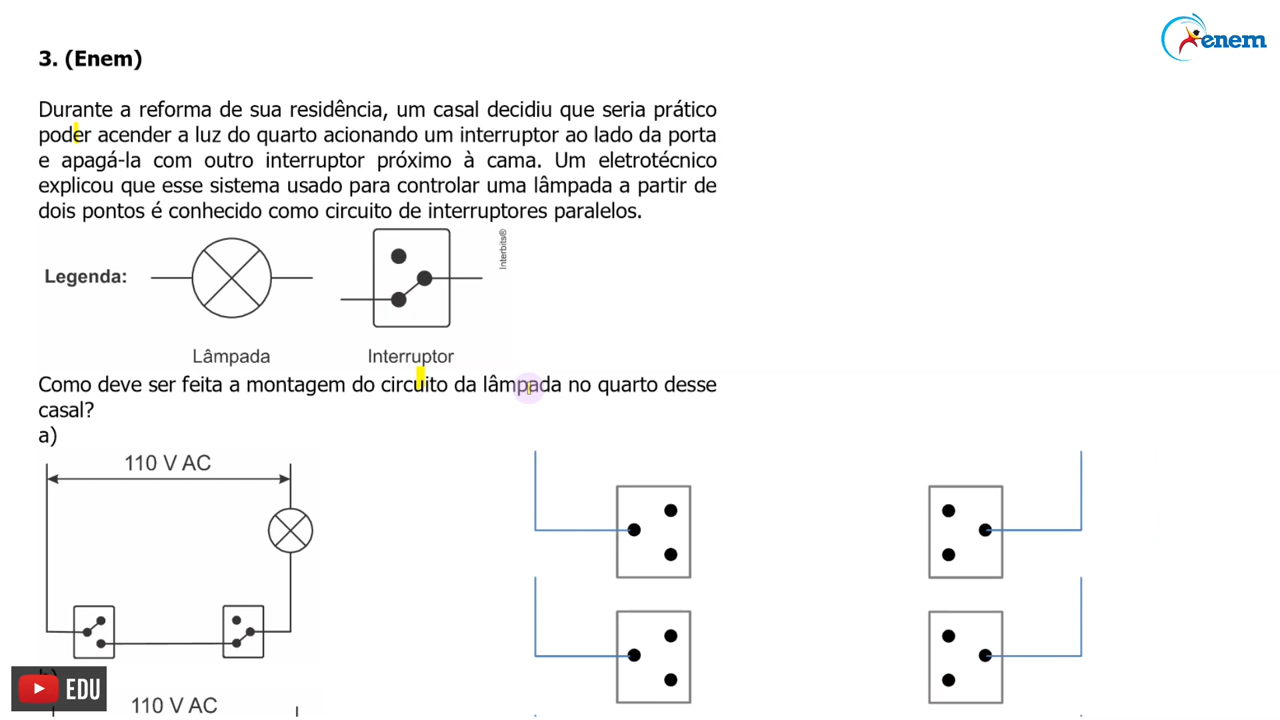 enem
3. (Enem)
Durante a reforma de sua residência, um casal decidiu que seria prático
poder acender a luz do quarto acionando um interruptor ao lado da porta
e apagá-la com outro interruptor próximo à cama. Um eletrotécnico
explicou que esse sistema usado para controlar uma lâmpada a partir de
dois pontos é conhecido como circuito de interruptores paralelos.
Interbits®
Legenda:
Lâmpada
Interruptor
Como deve ser feita a montagem do circuito da lâmpada no quarto desse
casal?
a)
110 V AC
EDU
110 V AC